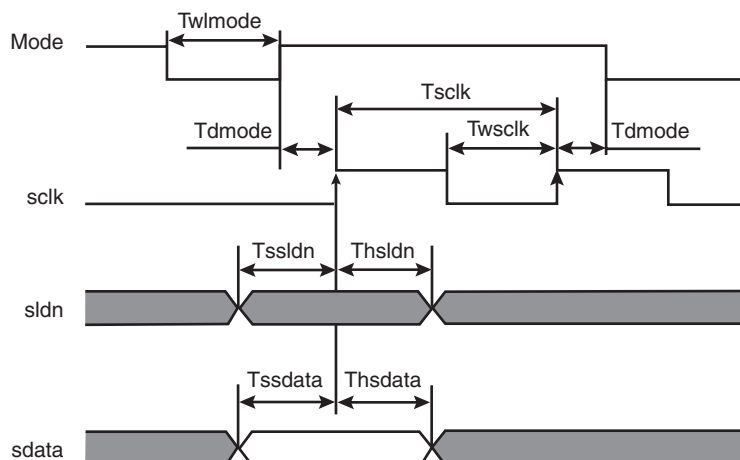 Twlmode
Mode
Tsclk
Tdmode
Twsclk
Tdmode
sclk
Tssldn
Thsldn
sldn
Tssdata
Thsdata
sdata